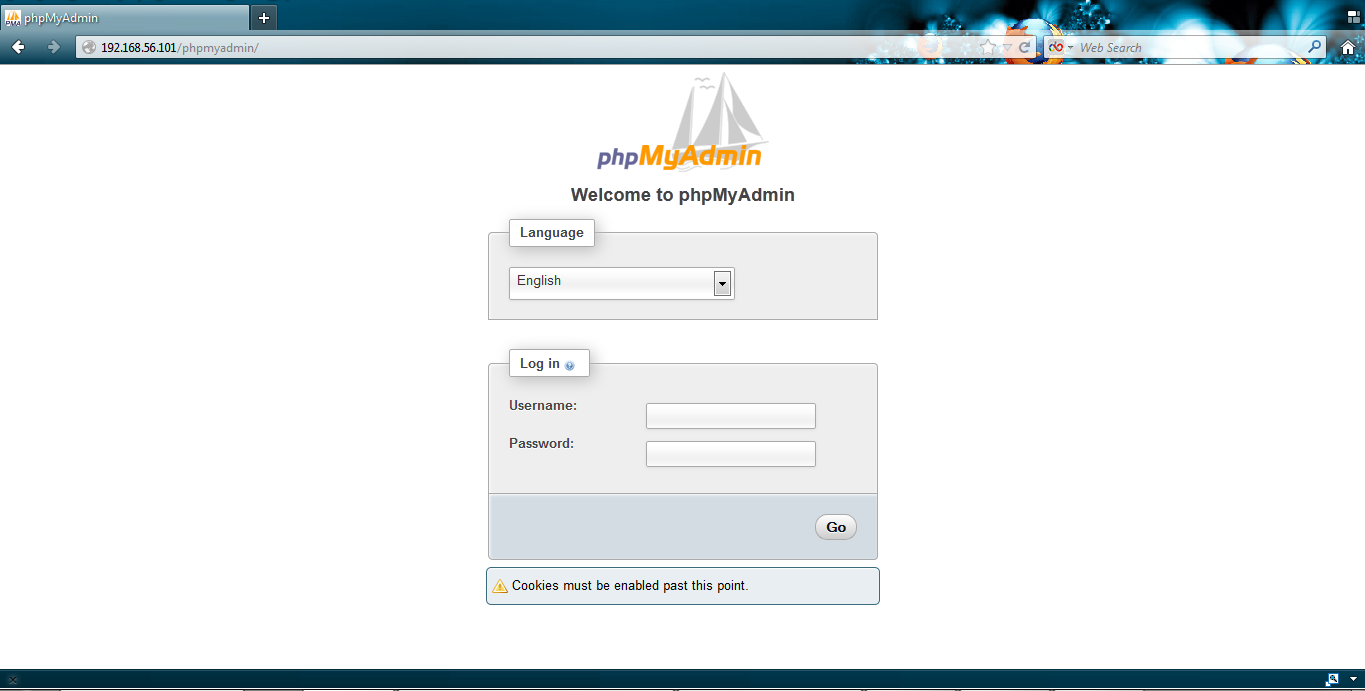 phpMyAdmin
192.168.56.101/phpmyadmin/
Web Search
phpMyAdmin
Welcome to phpMyAdmin
Language
English
Log in
Username:
Password:
Go
Cookies must be enabled past this point.